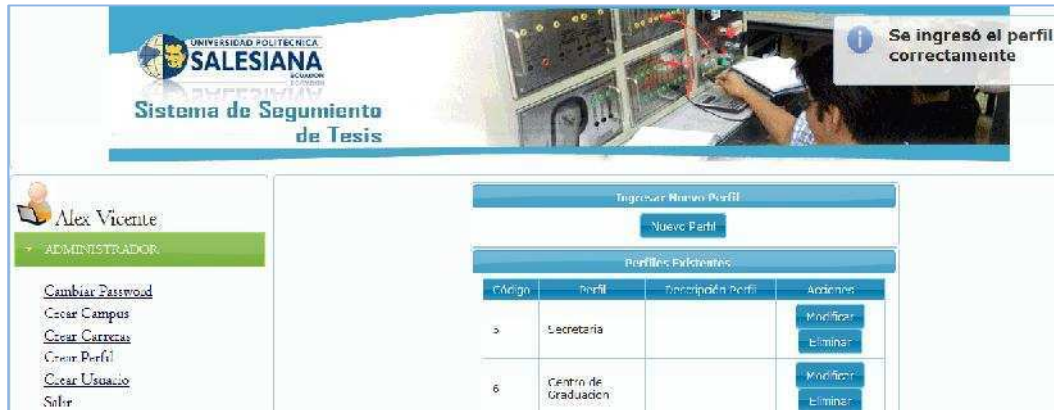 UNIVERSIDAD POLITECNICA
SALESIANA
ECUADOR
Sistema de Segumiento
de Tesis
Se ingresó el perfil
correctamente
Alex Vicente
ADMINISTRADOR
Cambiar Password
Crear Campus
Crear Carreras
Crear Perfil
Crear Usuario
Salir
Ingresar Nuevo Perfil
Nuevo Perfil
Perfiles Existentes
Código Perfil Descripción Perfil Acciones
5 Secretaria Modificar
Eliminar
6 Centro de Graduacion Modificar
Eliminar